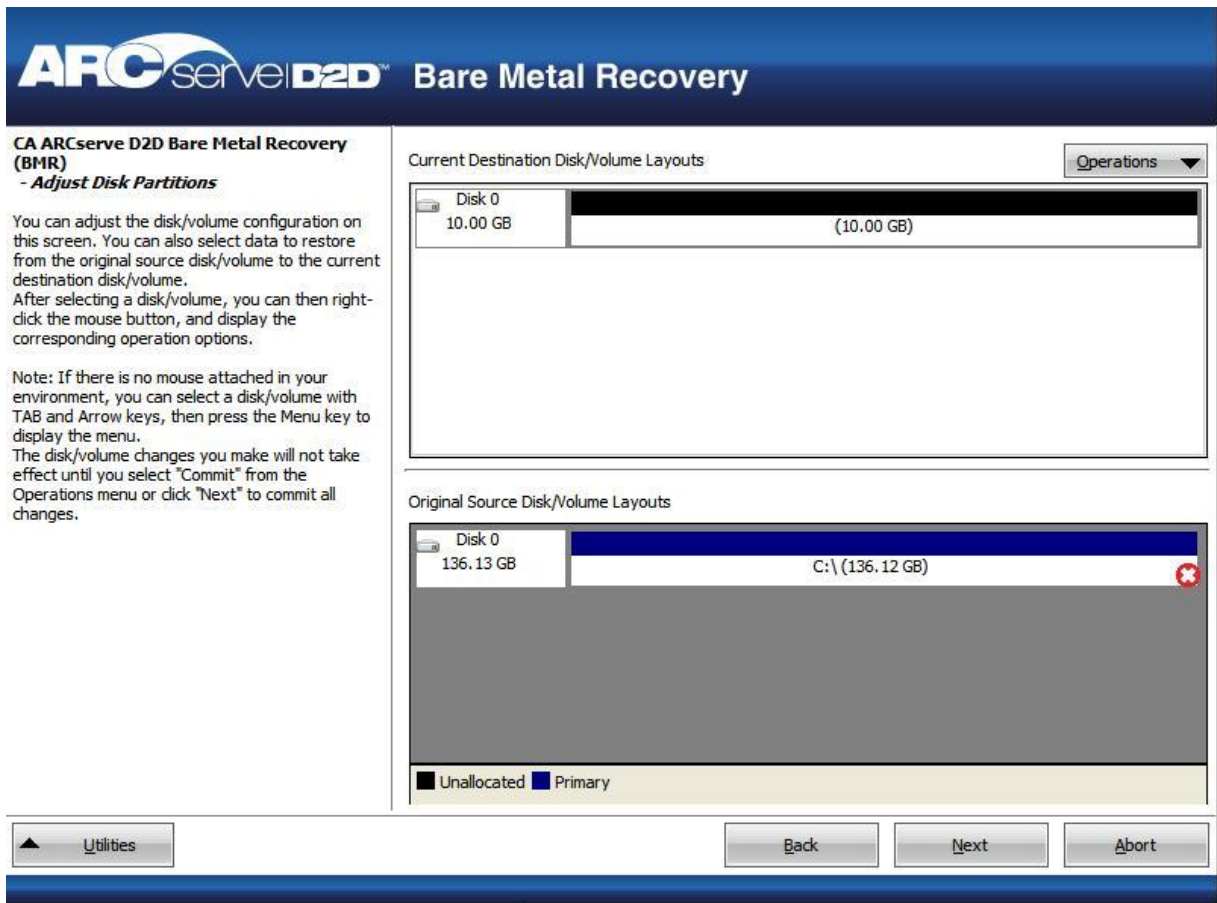 ARCserve D2D™ Bare Metal Recovery
CA ARCserve D2D Bare Metal Recovery
(BMR)
- Adjust Disk Partitions
You can adjust the disk/volume configuration on
this screen. You can also select data to restore
from the original source disk/volume to the current
destination disk/volume.
After selecting a disk/volume, you can then right-
click the mouse button, and display the
corresponding operation options.
Note: If there is no mouse attached in your
environment, you can select a disk/volume with
TAB and Arrow keys, then press the Menu key to
display the menu.
The disk/volume changes you make will not take
effect until you select "Commit" from the
Operations menu or click "Next" to commit all
changes.
Current Destination Disk/Volume Layouts
Operations
Disk 0
10.00 GB
(10.00 GB)
Original Source Disk/Volume Layouts
Disk 0
136.13 GB
C:\ (136.12 GB)
Unallocated Primary
Utilities
Back
Next
Abort